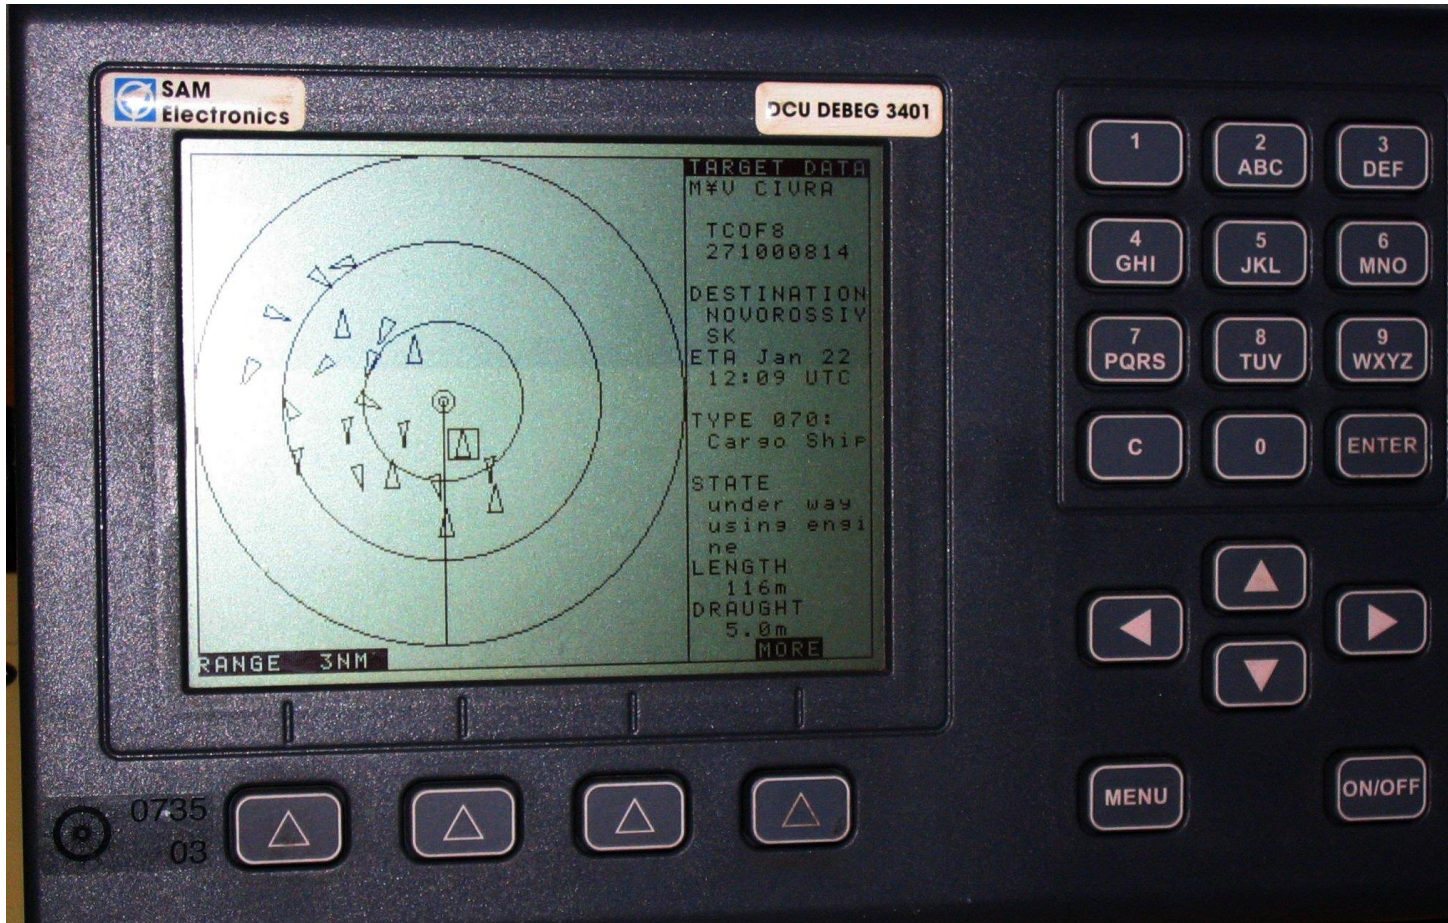 SAM
Electronics
DCU DEBEG 3401
TARGET DATA
M¥V CIVRA
TCOF8
271000814
DESTINATION
NOVOROSSIY
SK
ETA Jan 22
12:09 UTC
TYPE 070:
Cargo Ship
STATE
under way
using engi
ne
LENGTH
116m
DRAUGHT
5.0m
MORE
RANGE 3NM
1
2
ABC
3
DEF
4
GHI
5
JKL
6
MNO
7
PQRS
8
TUV
9
WXYZ
C
0
ENTER
MENU
ON/OFF
0735
03